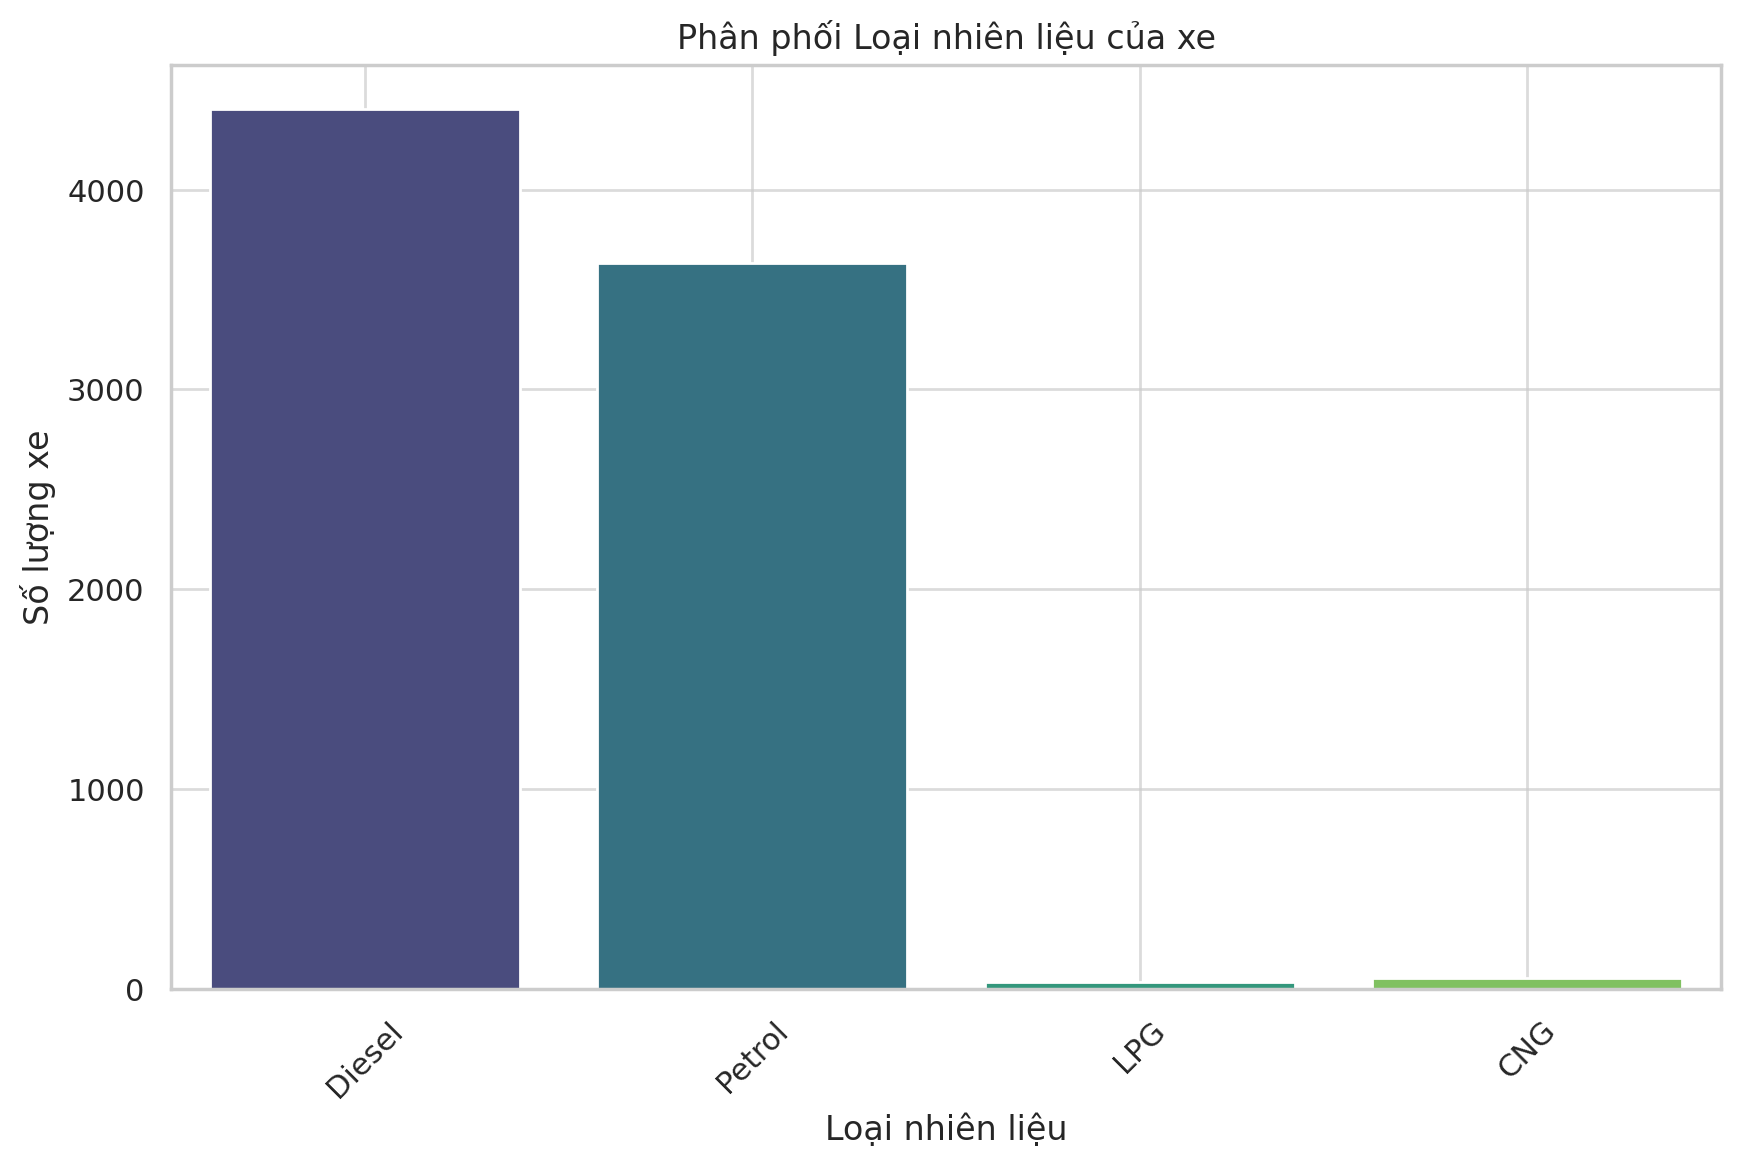 Phân phối Loại nhiên liệu của xe
Số lượng xe
4000
3000
2000
1000
0
Diesel
Petrol
LPG
CNG
Loại nhiên liệu